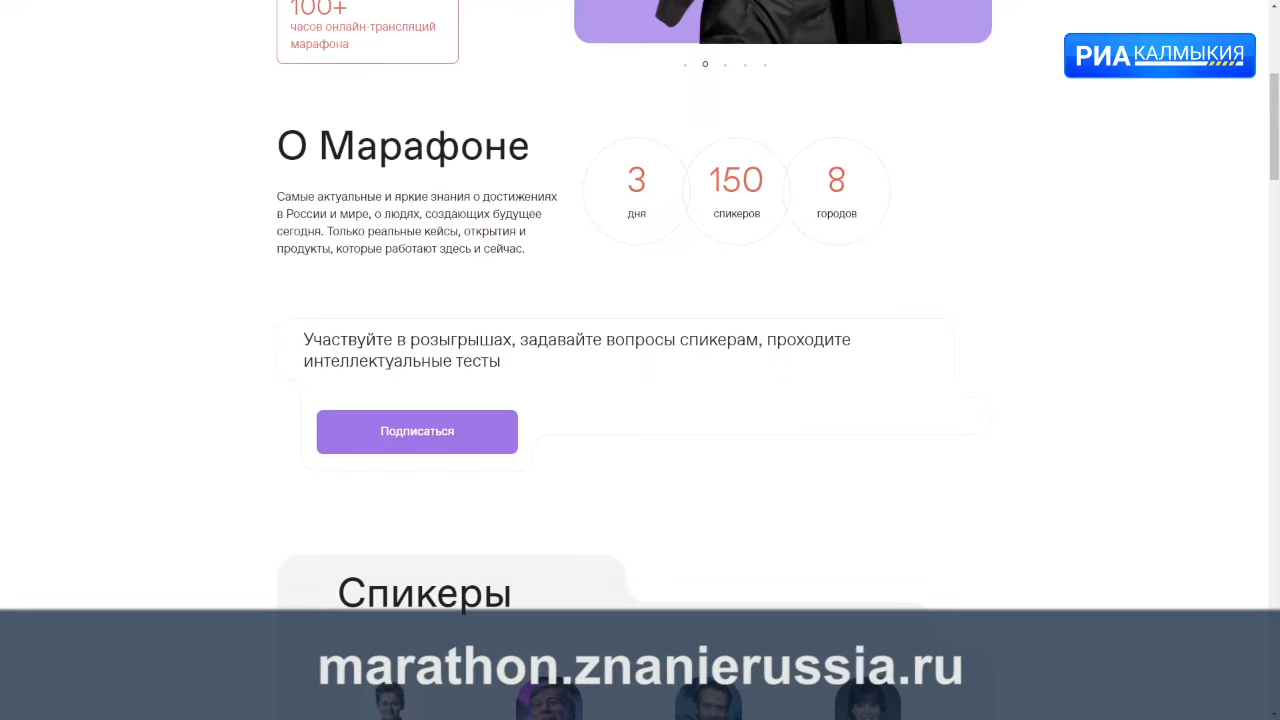 100+
часов онлайн-трансляций
марафона
РИА КАЛМЫКИЯ
О Марафоне
Самые актуальные и яркие знания о достижениях
в России и мире, о людях, создающих будущее
сегодня. Только реальные кейсы, открытия и
продукты, которые работают здесь и сейчас.
3
дня
150
спикеров
8
городов
Участвуйте в розыгрышах, задавайте вопросы спикерам, проходите
интеллектуальные тесты
Подписаться
Спикеры
marathon.znanierussia.ru